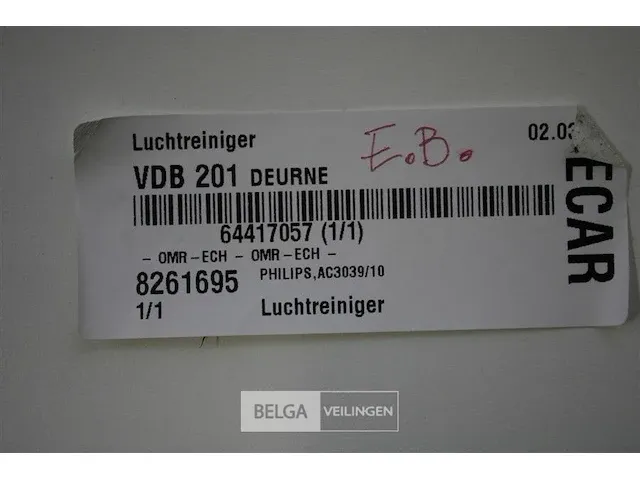 Luchtreiniger
E.B.
02.03
VDB 201 DEURNE
64417057 (1/1)
- OMR-ECH - OMR-ECH -
8261695 PHILIPS,AC3039/10
1/1 Luchtreiniger
ECAR
BELGA VEILINGEN